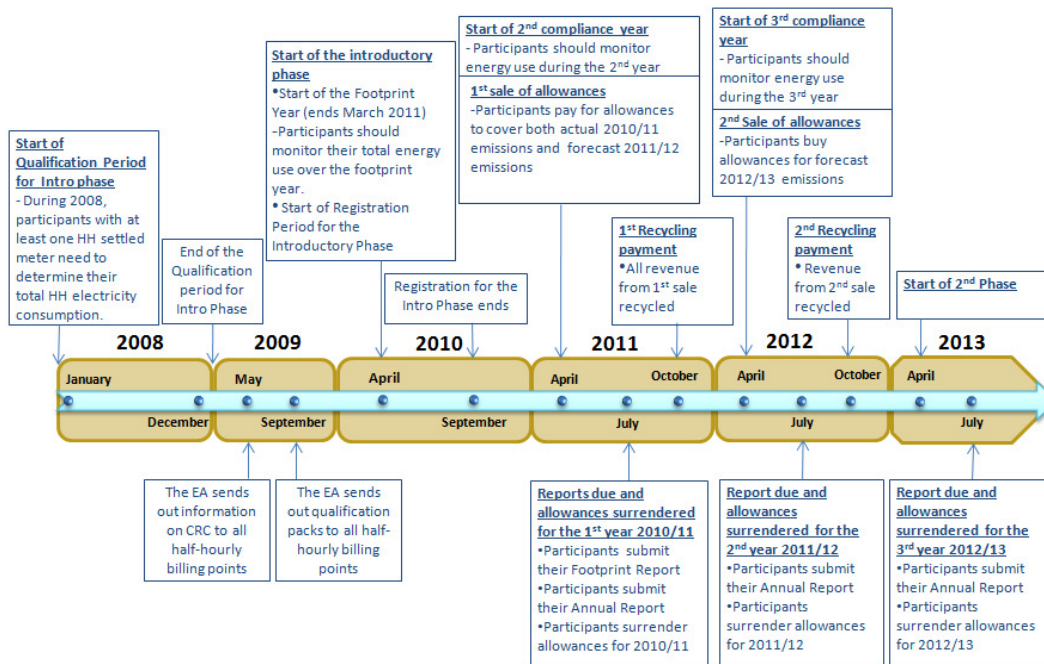 Start of
Qualification Period
for Intro phase
- During 2008,
participants with at
least one HH settled
meter need to
determine their
total HH electricity
consumption.
End of the
Qualification
period for
Intro Phase
Start of the introductory
phase
•Start of the Footprint
Year (ends March 2011)
-Participants should
monitor their total energy
use over the footprint
year.
• Start of Registration
Period for the
Introductory Phase
Registration for the
Intro Phase ends
Start of 2nd compliance year
- Participants should monitor
energy use during the 2nd year
1st sale of allowances
-Participants pay for allowances
to cover both actual 2010/11
emissions and forecast 2011/12
emissions
1st Recycling
payment
•All revenue
from 1st sale
recycled
Start of 3rd compliance
year
- Participants should
monitor energy use
during the 3rd year
2nd Sale of allowances
-Participants buy
allowances for forecast
2012/13 emissions
2nd Recycling
payment
• Revenue
from 2nd sale
recycled
Start of 2nd Phase
2008
2009
2010
2011
2012
2013
January
December
May
September
April
September
April
July
October
April
July
October
April
July
The EA sends
out information
on CRC to all
half-hourly
billing points
The EA sends
out qualification
packs to all half-
hourly billing
points
Reports due and
allowances surrendered
for the 1st year 2010/11
•Participants submit
their Footprint Report
•Participants submit
their Annual Report
•Participants surrender
allowances for 2010/11
Report due and
allowances
surrendered for the
2nd year 2011/12
•Participants submit
their Annual Report
•Participants
surrender allowances
for 2011/12
Report due and
allowances
surrendered for the
3rd year 2012/13
•Participants submit
their Annual Report
•Participants
surrender allowances
for 2012/13